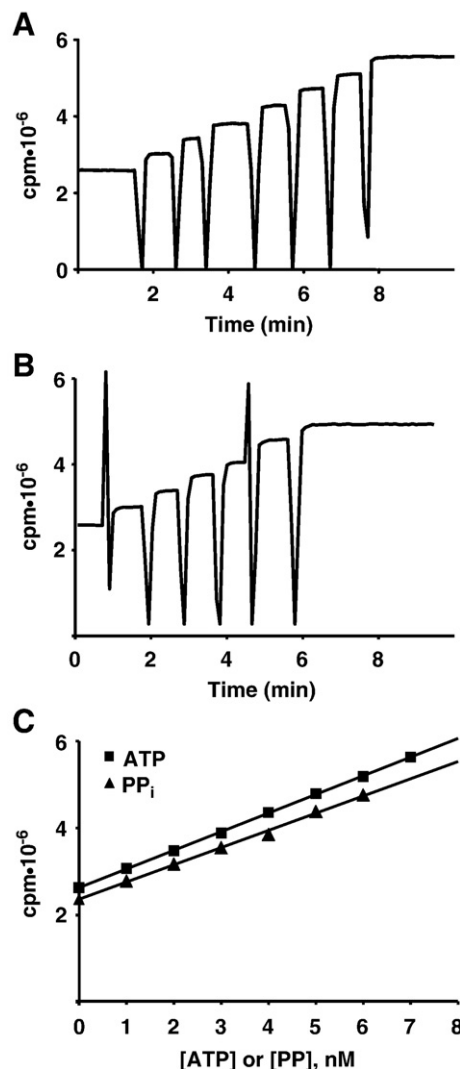 A
6
4
2
0
cpm•10-6
2 4 6 8
Time (min)
B
6
4
2
cpm•10-6
0 2 4 6 8
Time (min)
C
6
4
2
cpm•10-6
■ ATP
▲ PPi
0 1 2 3 4 5 6 7 8
[ATP] or [PP], nM